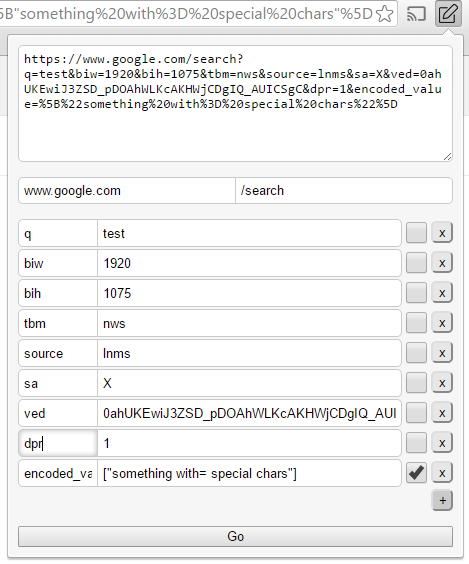 5B"something%20with%3D%20special%20chars"%5D
https://www.google.com/search?
q=test&biw=1920&bih=1075&tbm=nws&source=lnms&sa=X&ved=0ah
UKEwiJ3ZSD_pDOAhWLKcAKHWjCDgIQ_AUICSgC&dpr=1&encoded_valu
e=%5B%22something%20with%3D%20special%20chars%22%5D
www.google.com /search
q test x
biw 1920 x
bih 1075 x
tbm nws x
source lnms x
sa X x
ved 0ahUKEwiJ3ZSD_pDOAhWLKcAKHWjCDgIQ_AUI x
dpr 1 x
encoded_va ["something with= special chars"] x
+
Go